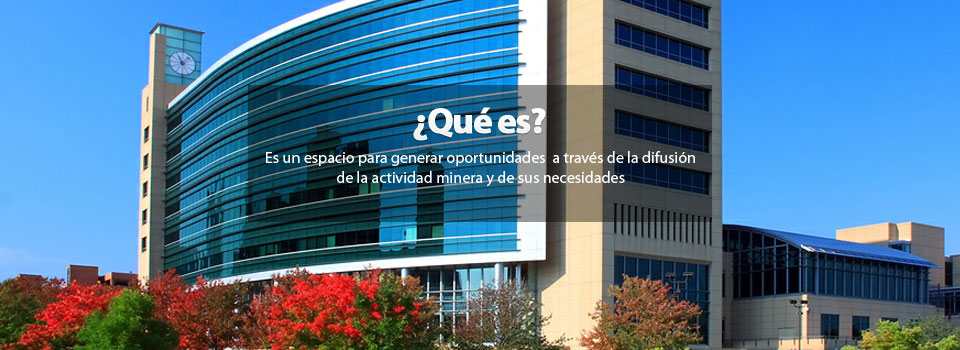 ¿Qué es?
Es un espacio para generar oportunidades a través de la difusión
de la actividad minera y de sus necesidades